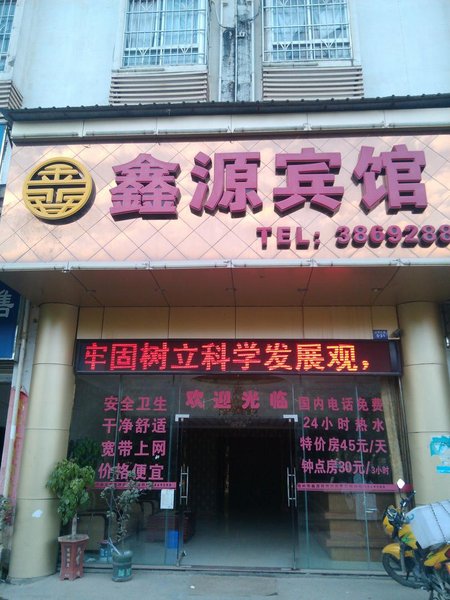 鑫源宾馆
TEL: 3869288
牢固树立科学发展观，
欢迎光临
安全卫生
干净舒适
宽带上网
价格便宜
国内电话免费
24小时热水
特价房45元/天
钟点房30元/3小时
售